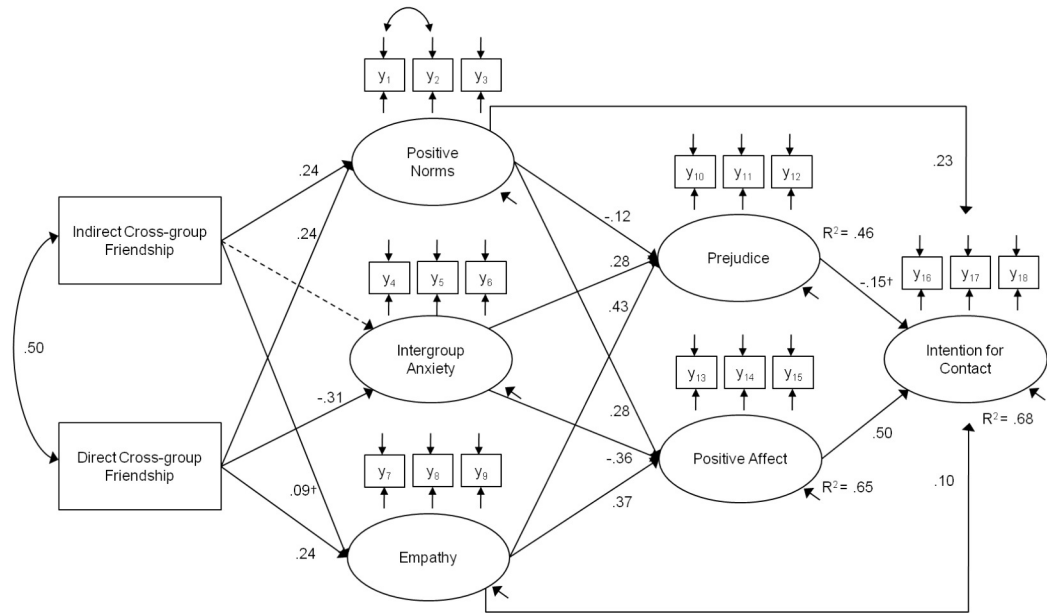 y1
y2
y3
Positive
Norms
.24
.23
y10
y11
y12
-.12
Indirect Cross-group
Friendship
.24
R² = .46
Prejudice
.28
y4
y5
y6
y16
y17
y18
-.15†
.43
.50
Intergroup
Anxiety
Intention for
Contact
y13
y14
y15
-.31
.28
R² = .68
Direct Cross-group
Friendship
-.36
Positive Affect
.50
y7
y8
y9
.09†
.37
R² = .65
.10
.24
Empathy